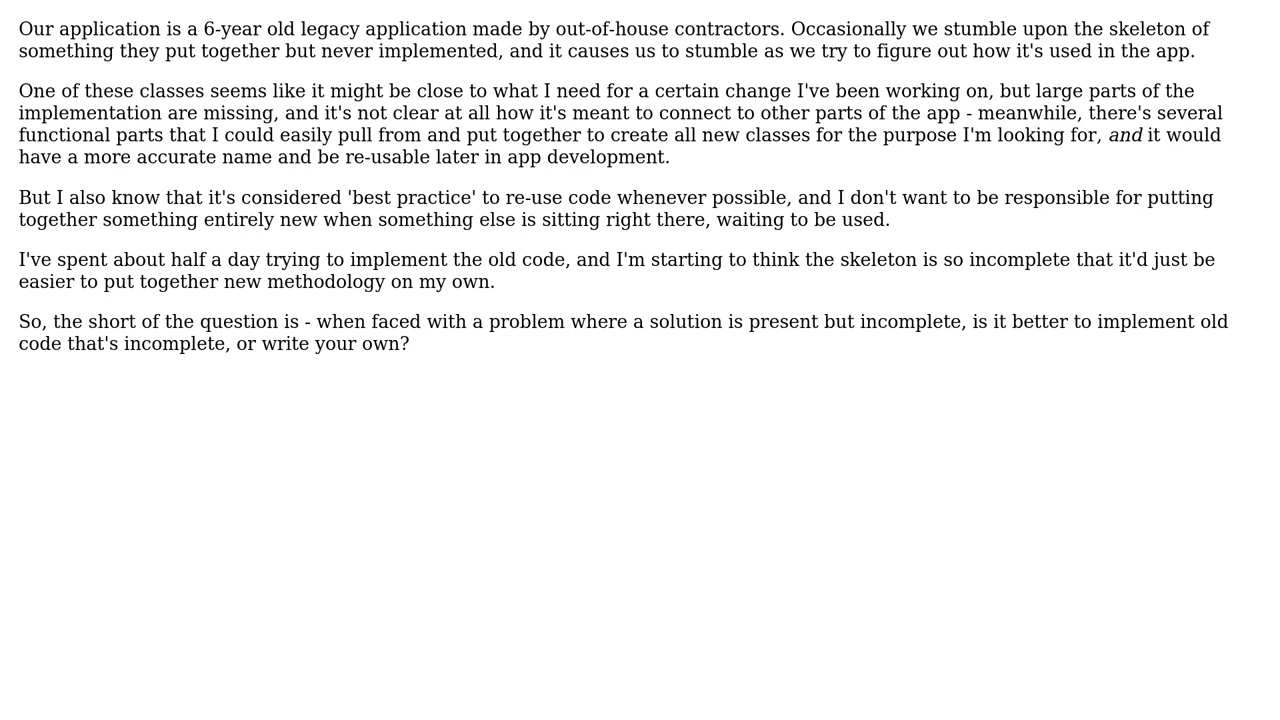 Our application is a 6-year old legacy application made by out-of-house contractors. Occasionally we stumble upon the skeleton of
something they put together but never implemented, and it causes us to stumble as we try to figure out how it's used in the app.
One of these classes seems like it might be close to what I need for a certain change I've been working on, but large parts of the
implementation are missing, and it's not clear at all how it's meant to connect to other parts of the app - meanwhile, there's several
functional parts that I could easily pull from and put together to create all new classes for the purpose I'm looking for, and it would
have a more accurate name and be re-usable later in app development.
But I also know that it's considered 'best practice' to re-use code whenever possible, and I don't want to be responsible for putting
together something entirely new when something else is sitting right there, waiting to be used.
I've spent about half a day trying to implement the old code, and I'm starting to think the skeleton is so incomplete that it'd just be
easier to put together new methodology on my own.
So, the short of the question is - when faced with a problem where a solution is present but incomplete, is it better to implement old
code that's incomplete, or write your own?